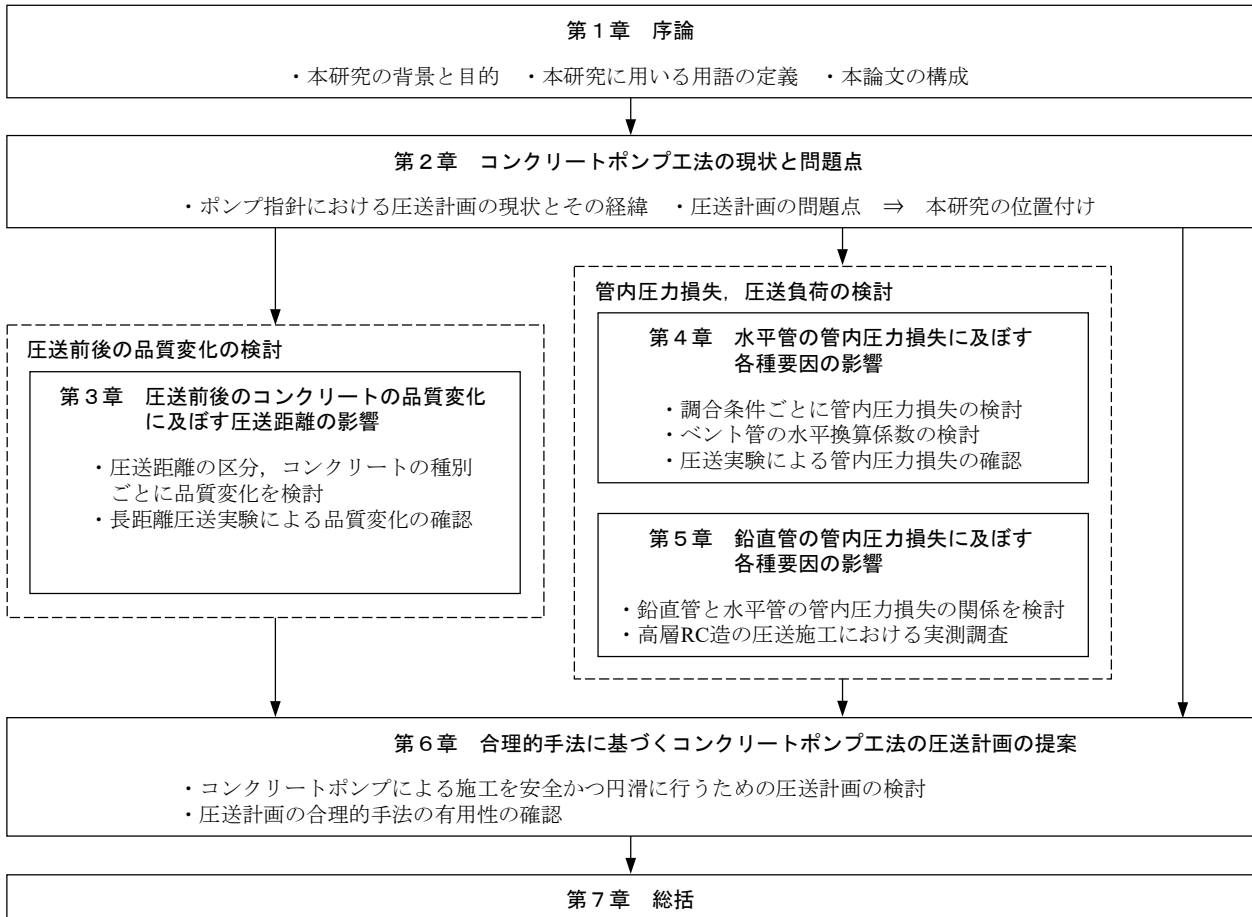 第１章　序論
・本研究の背景と目的　・本研究に用いる用語の定義　・本論文の構成
第２章　コンクリートポンプ工法の現状と問題点
・ポンプ指針における圧送計画の現状とその経緯　・圧送計画の問題点　⇒　本研究の位置付け
圧送前後の品質変化の検討
第３章　圧送前後のコンクリートの品質変化
に及ぼす圧送距離の影響
・圧送距離の区分，コンクリートの種別
ごとに品質変化を検討
・長距離圧送実験による品質変化の確認
管内圧力損失，圧送負荷の検討
第４章　水平管の管内圧力損失に及ぼす
各種要因の影響
・調合条件ごとに管内圧力損失の検討
・ベント管の水平換算係数の検討
・圧送実験による管内圧力損失の確認
第５章　鉛直管の管内圧力損失に及ぼす
各種要因の影響
・鉛直管と水平管の管内圧力損失の関係を検討
・高層RC造の圧送施工における実測調査
第６章　合理的手法に基づくコンクリートポンプ工法の圧送計画の提案
・コンクリートポンプによる施工を安全かつ円滑に行うための圧送計画の検討
・圧送計画の合理的手法の有用性の確認
第７章　総括